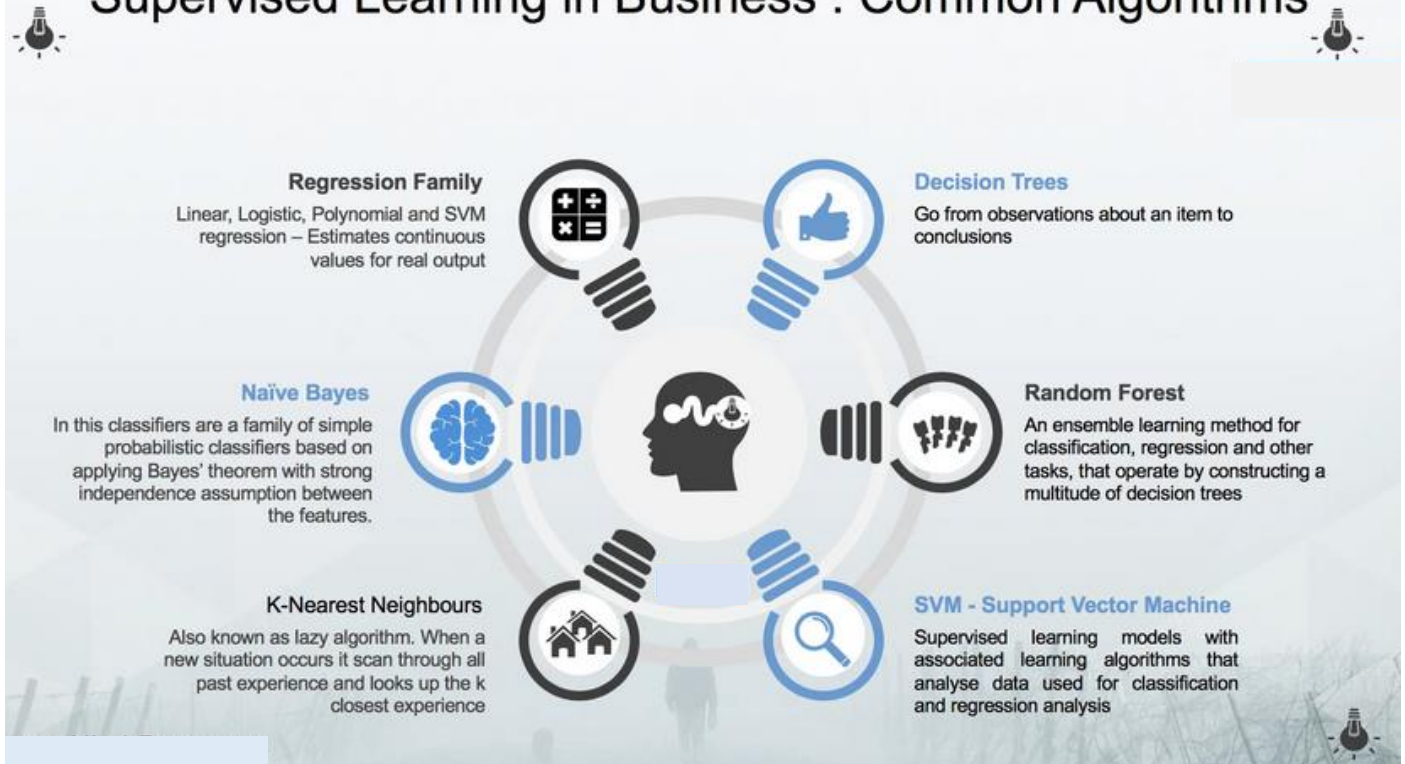 Supervised Learning in Business : Common Algorithms
Regression Family
Linear, Logistic, Polynomial and SVM
regression – Estimates continuous
values for real output
Decision Trees
Go from observations about an item to
conclusions
Naïve Bayes
In this classifiers are a family of simple
probabilistic classifiers based on
applying Bayes' theorem with strong
independence assumption between
the features.
Random Forest
An ensemble learning method for
classification, regression and other
tasks, that operate by constructing a
multitude of decision trees
K-Nearest Neighbours
Also known as lazy algorithm. When a
new situation occurs it scan through all
past experience and looks up the k
closest experience
SVM - Support Vector Machine
Supervised learning models with
associated learning algorithms that
analyse data used for classification
and regression analysis